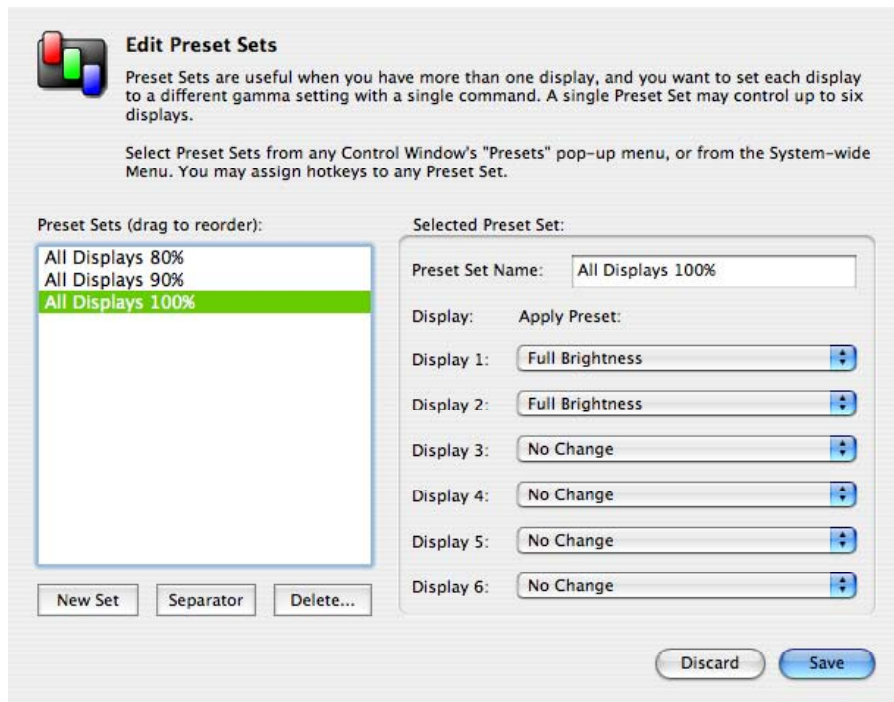 Edit Preset Sets
Preset Sets are useful when you have more than one display, and you want to set each display
to a different gamma setting with a single command. A single Preset Set may control up to six
displays.
Select Preset Sets from any Control Window's "Presets" pop-up menu, or from the System-wide
Menu. You may assign hotkeys to any Preset Set.
Preset Sets (drag to reorder):
All Displays 80%
All Displays 90%
All Displays 100%
New Set
Separator
Delete...
Selected Preset Set:
Preset Set Name: All Displays 100%
Display: Apply Preset:
Display 1: Full Brightness
Display 2: Full Brightness
Display 3: No Change
Display 4: No Change
Display 5: No Change
Display 6: No Change
Discard
Save